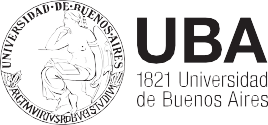 UNIVERSIDAD·DE·BUENOS·AIRES
UBA
1821 Universidad
de Buenos Aires